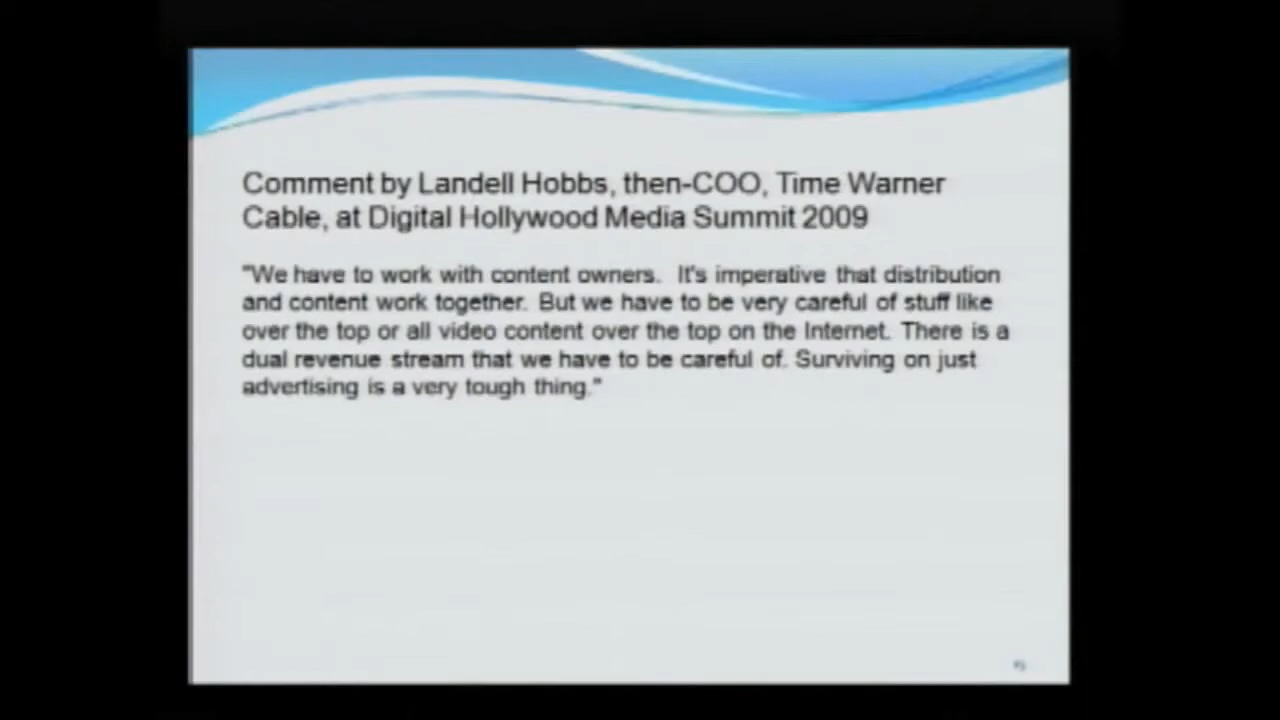 Comment by Landell Hobbs, then-COO, Time Warner
Cable, at Digital Hollywood Media Summit 2009
"We have to work with content owners.  It's imperative that distribution
and content work together.  But we have to be very careful of stuff like
over the top or all video content over the top on the Internet.  There is a
dual revenue stream that we have to be careful of. Surviving on just
advertising is a very tough thing."